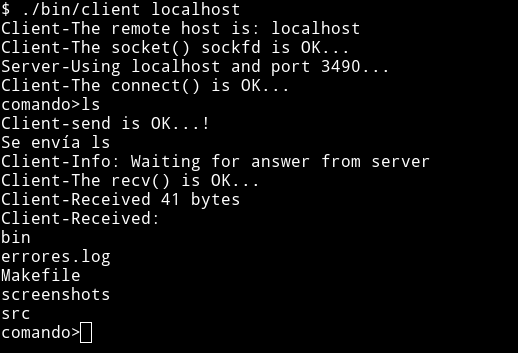 $ ./bin/client localhost
Client-The remote host is: localhost
Client-The socket() sockfd is OK...
Server-Using localhost and port 3490...
Client-The connect() is OK...
comando>ls
Client-send is OK...!
Se envía ls
Client-Info: Waiting for answer from server
Client-The recv() is OK...
Client-Received 41 bytes
Client-Received:
bin
errores.log
Makefile
screenshots
src
comando>